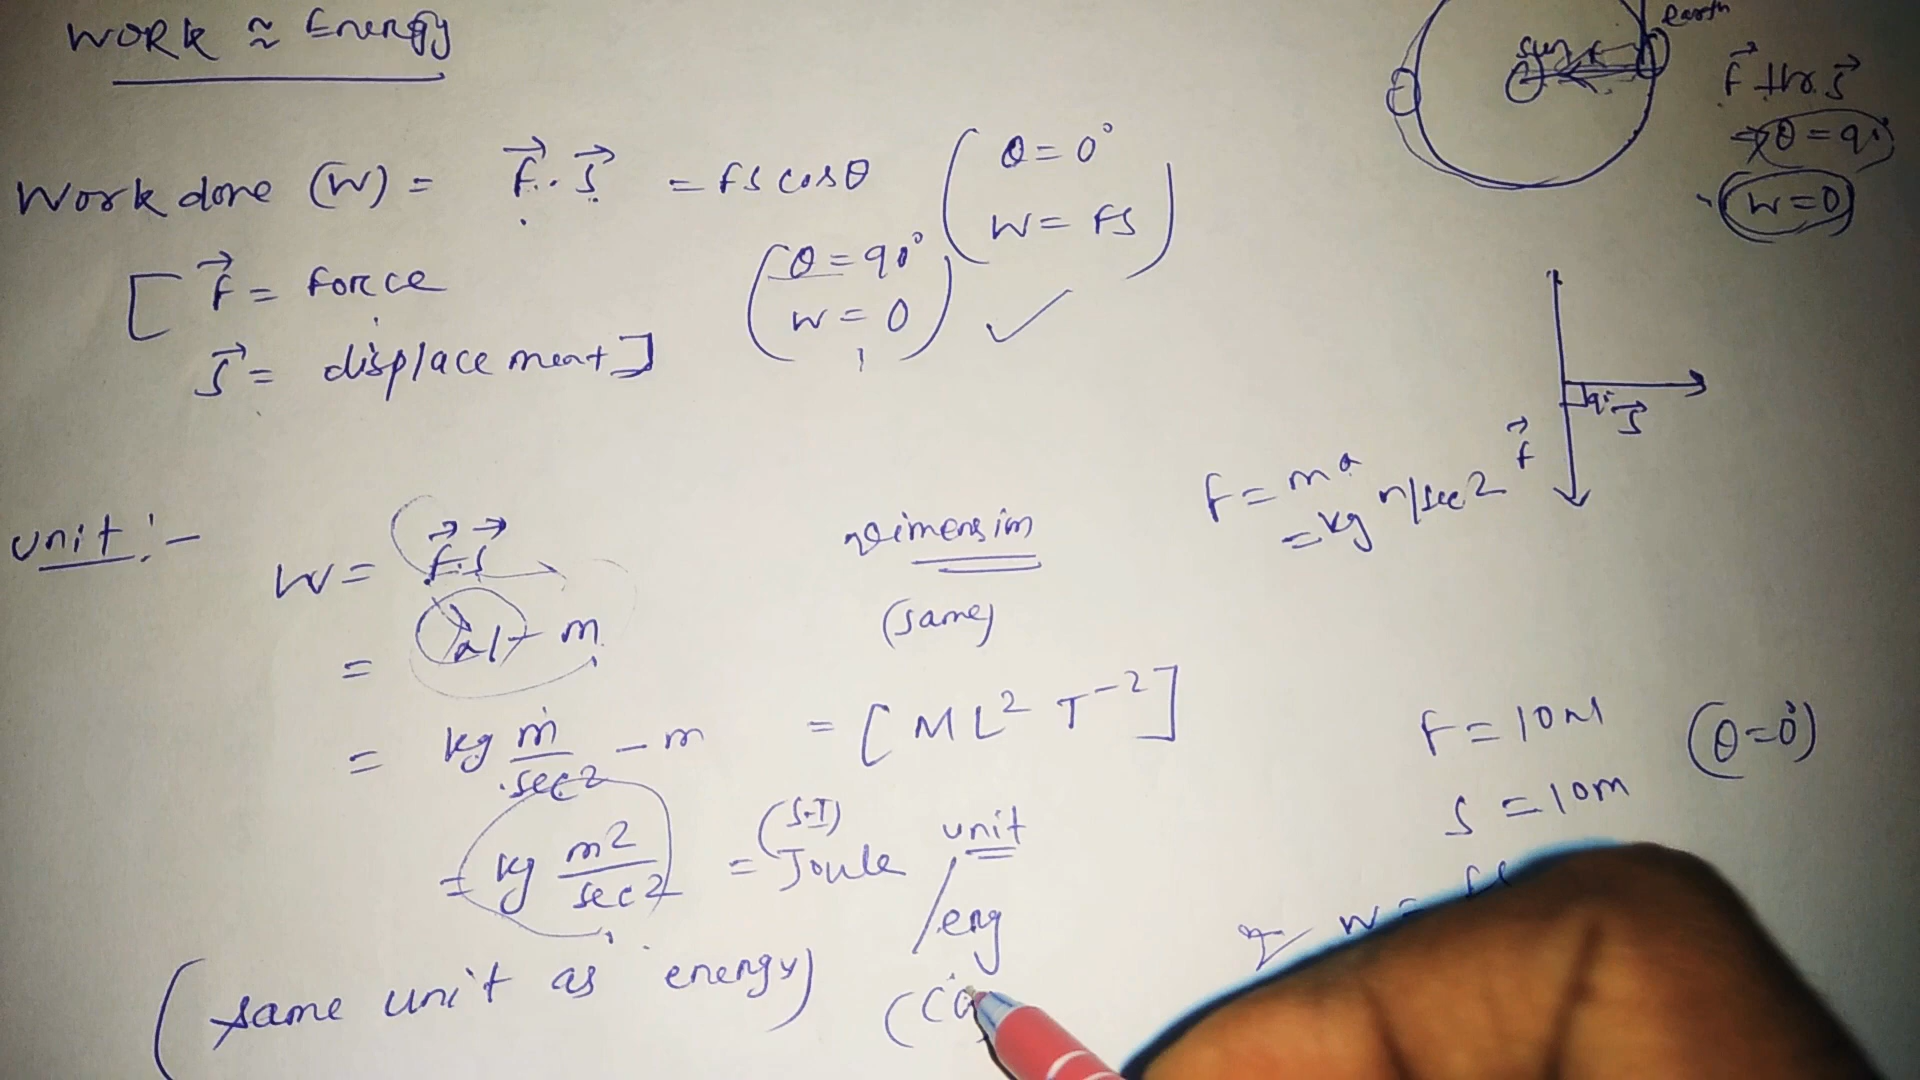 Work ≈ Energy
Work done (W) = F⃗ . S⃗ = FS cosθ
( θ = 0°
W = FS )
[ F⃗ = Force
( θ = 90°
W = 0 ) ✓
S⃗ = displacement ]
earth
sun
F⃗ S⃗
⇒ θ = 90°
W = 0
90° S⃗
F⃗
F = ma
= kg m/sec2
unit :-
W = F⃗.S⃗
= m
= kg m/sec2 - m
= kg m2/sec2 = Joule
(S.I)
(same unit as energy)
Dimension
(same)
= [ M L² T⁻² ]
unit
/erg
F = 10N (θ=0°)
S = 10m
W =